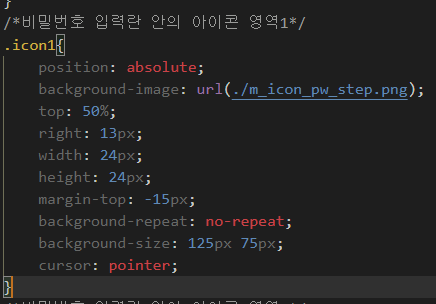 }
/*비밀번호 입력란 안의 아이콘 영역1*/
.icon1{
position: absolute;
background-image: url(./m_icon_pw_step.png);
top: 50%;
right: 13px;
width: 24px;
height: 24px;
margin-top: -15px;
background-repeat: no-repeat;
background-size: 125px 75px;
cursor: pointer;
}